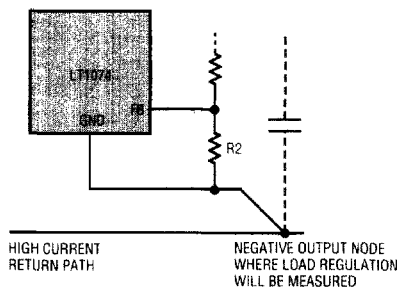 LT1074
FB
GND
R2
HIGH CURRENT
RETURN PATH
NEGATIVE OUTPUT NODE
WHERE LOAD REGULATION
WILL BE MEASURED